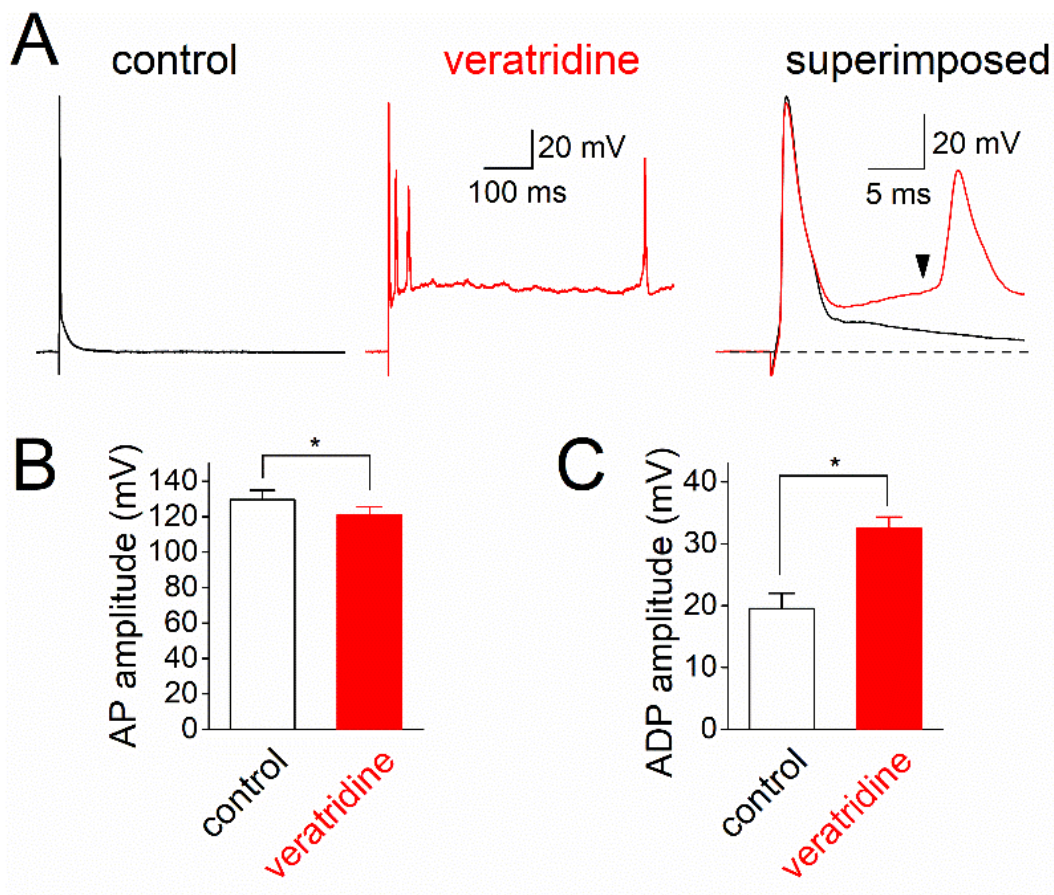 A
control
veratridine
superimposed
20 mV
100 ms
20 mV
5 ms
B
AP amplitude (mV)
140
120
100
80
60
40
20
0
*
control
veratridine
C
ADP amplitude (mV)
40
30
20
10
0
*
control
veratridine